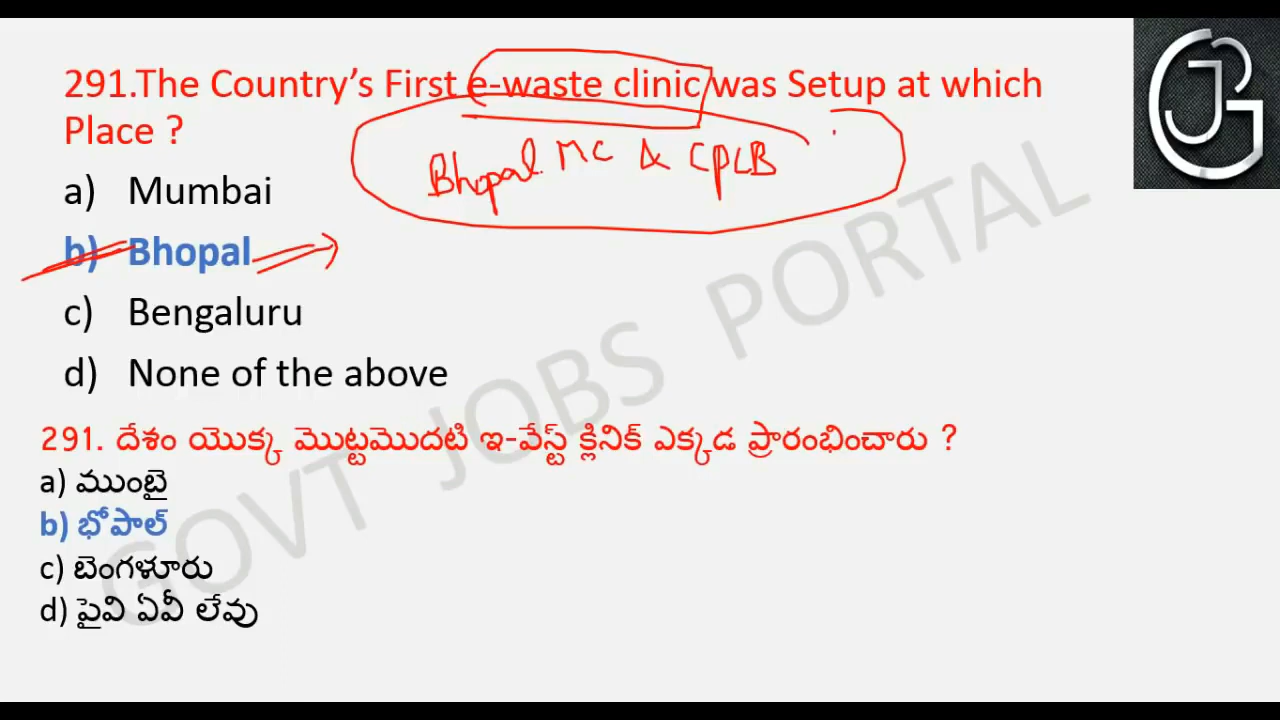 291.The Country's First e-waste clinic was Setup at which
Place ?
Bhopal MC & CPCB
a) Mumbai
b) Bhopal
c) Bengaluru
d) None of the above
291. దేశం యొక్క మొట్టమొదటి ఇ-వేస్ట్ క్లినిక్ ఎక్కడ ప్రారంభించారు ?
a) ముంబై
b) భోపాల్
c) బెంగళూరు
d) పైవి ఏవీ లేవు
GOVT JOBS PORTAL
GJP